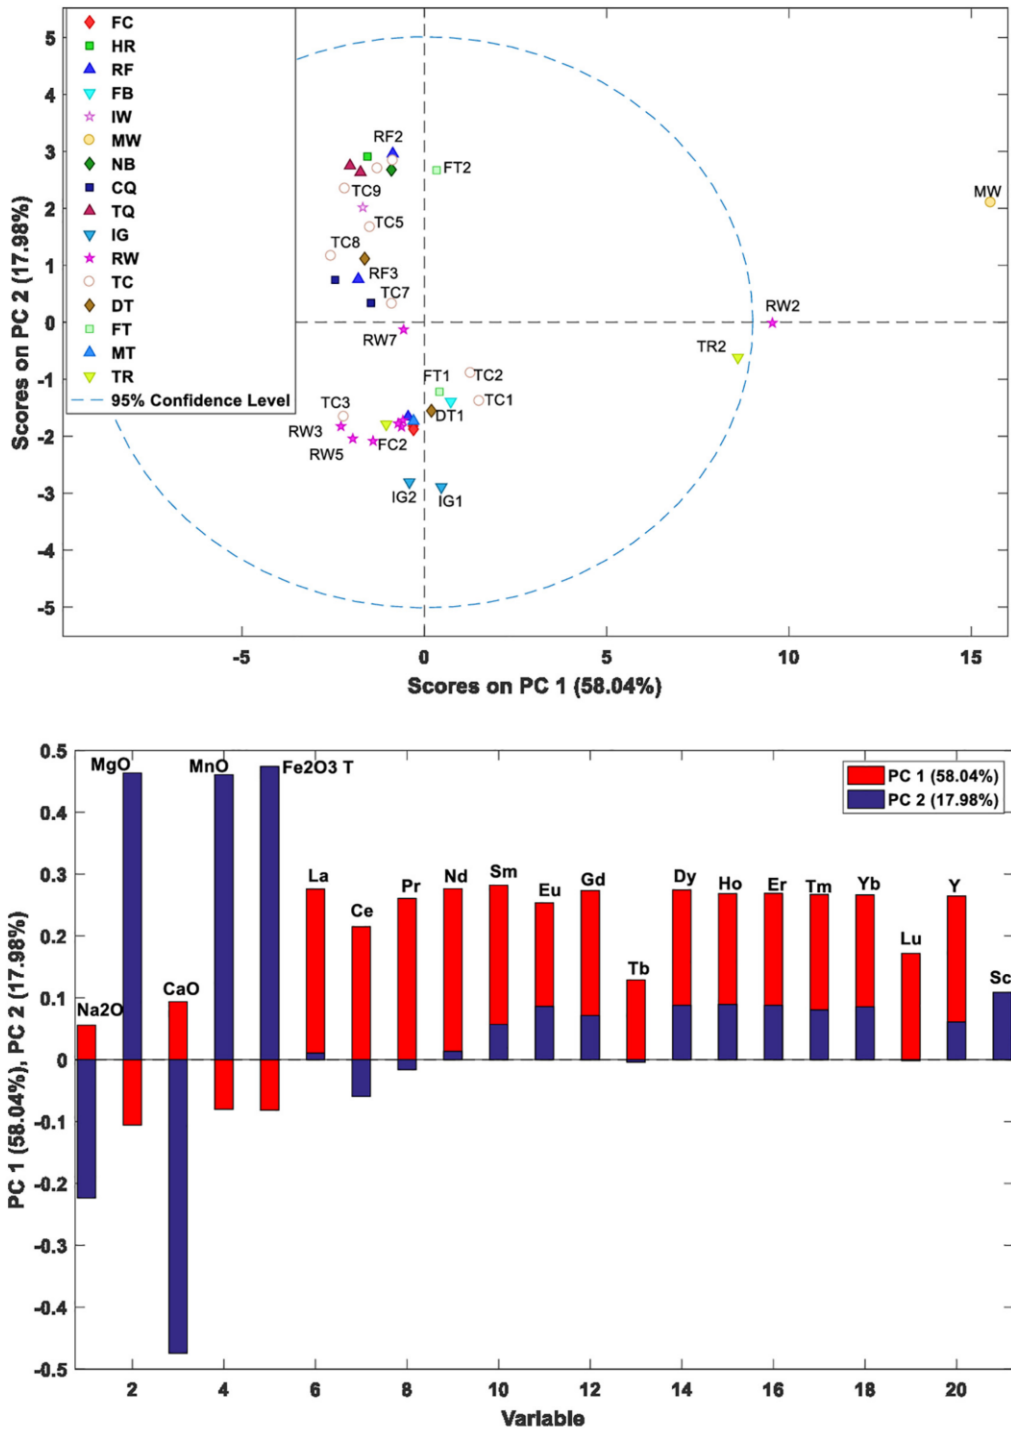 FC
HR
RF
FB
IW
MW
NB
CQ
TQ
IG
RW
TC
DT
FT
MT
TR
95% Confidence Level
5
4
3
2
1
0
-1
-2
-3
-4
-5
Scores on PC 2 (17.98%)
RF2
FT2
TC9
TC5
TC8
RF3
TC7
RW7
MW
RW2
TR2
FT1
TC2
TC1
DT1
TC3
RW3
FC2
RW5
IG2
IG1
-5
0
5
10
15
Scores on PC 1 (58.04%)
0.5
0.4
0.3
0.2
0.1
0
-0.1
-0.2
-0.3
-0.4
-0.5
PC 1 (58.04%), PC 2 (17.98%)
PC 1 (58.04%)
PC 2 (17.98%)
Na2O
MgO
CaO
MnO
Fe2O3 T
La
Ce
Pr
Nd
Sm
Eu
Gd
Tb
Dy
Ho
Er
Tm
Yb
Lu
Y
Sc
2
4
6
8
10
12
14
16
18
20
Variable